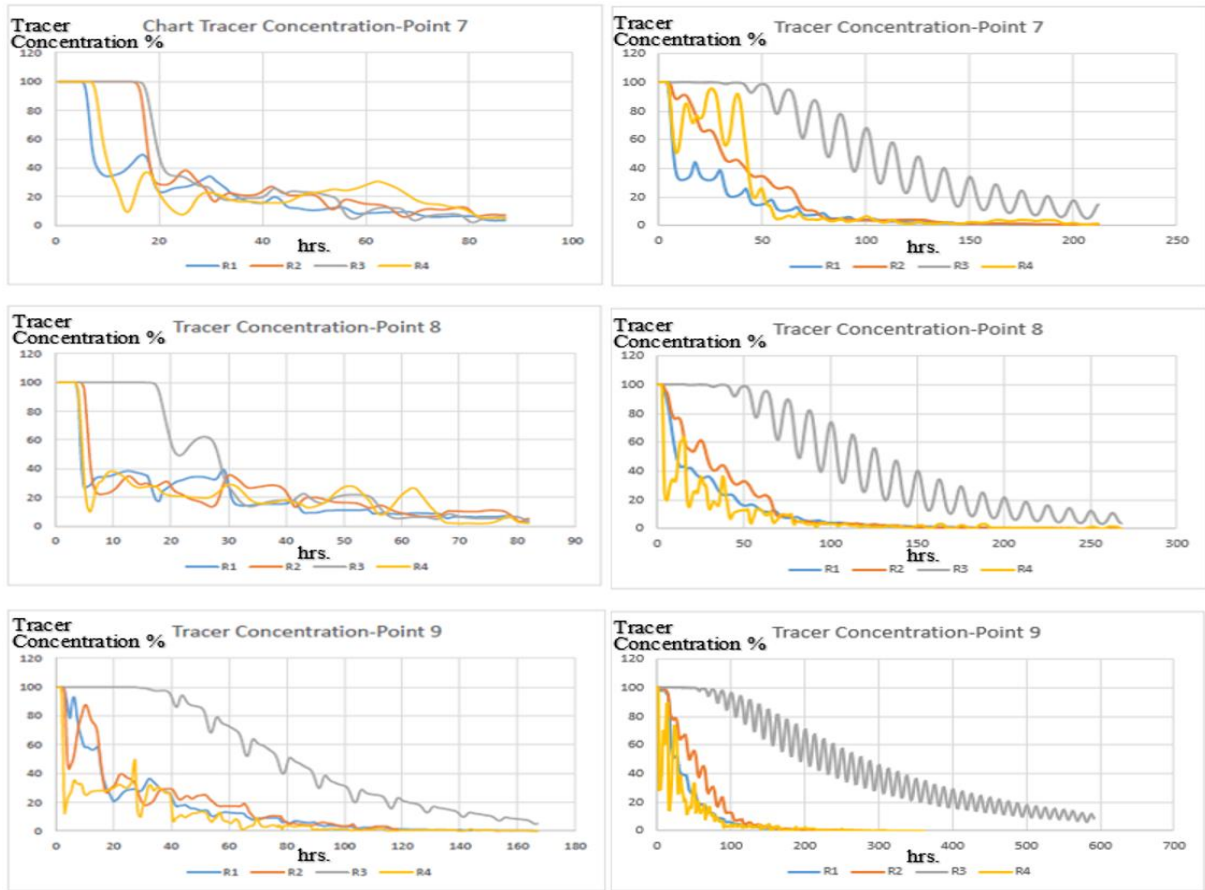 Tracer
Concentration %
Chart Tracer Concentration-Point 7
120
100
80
60
40
20
0
0 20 40 60 80 100
hrs.
R1 R2 R3 R4
Tracer
Concentration %
Tracer Concentration-Point 7
120
100
80
60
40
20
0
0 50 100 150 200 250
hrs.
R1 R2 R3 R4
Tracer
Concentration %
Tracer Concentration-Point 8
120
100
80
60
40
20
0
0 10 20 30 40 50 60 70 80 90
hrs.
R1 R2 R3 R4
Tracer
Concentration %
Tracer Concentration-Point 8
120
100
80
60
40
20
0
0 50 100 150 200 250 300
hrs.
R1 R2 R3 R4
Tracer
Concentration %
Tracer Concentration-Point 9
120
100
80
60
40
20
0
0 20 40 60 80 100 120 140 160 180
hrs.
R1 R2 R3 R4
Tracer
Concentration %
Tracer Concentration-Point 9
120
100
80
60
40
20
0
0 100 200 300 400 500 600 700
hrs.
R1 R2 R3 R4